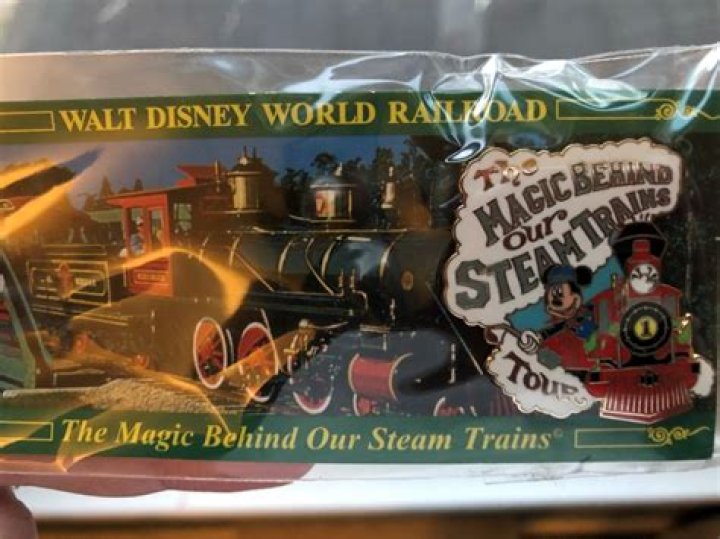 WALT DISNEY WORLD RAILROAD
The
MAGIC BEHIND
our
STEAM TRAINS
Tour
1
The Magic Behind Our Steam Trains©